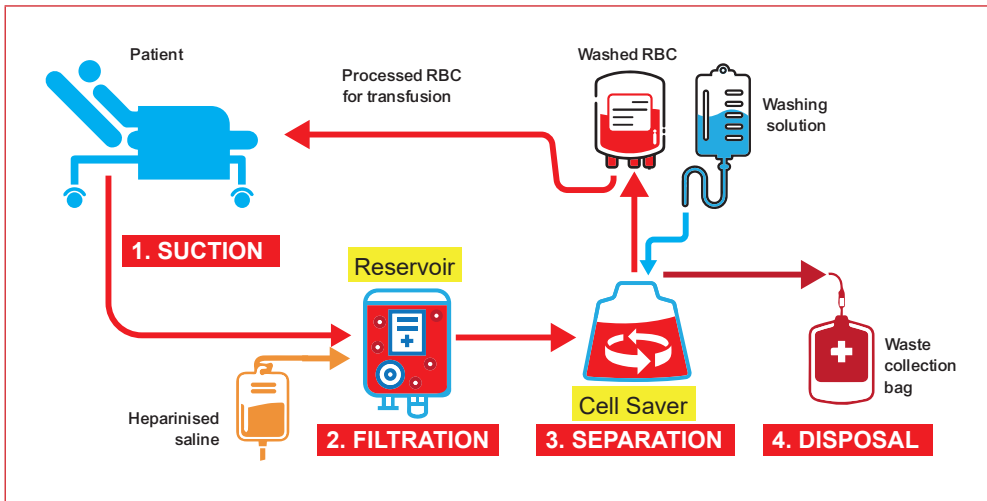 Patient
Processed RBC
for transfusion
Washed RBC
Washing
solution
1. SUCTION
Reservoir
Heparinised
saline
2. FILTRATION
Cell Saver
3. SEPARATION
Waste
collection
bag
4. DISPOSAL